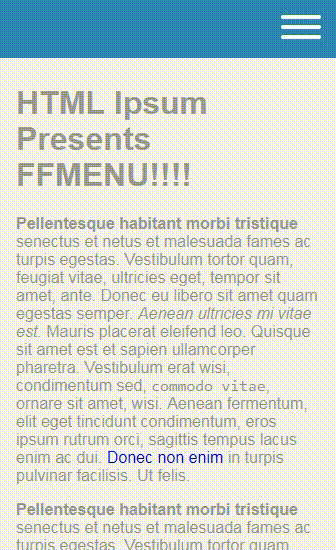 HTML Ipsum
Presents
FFMENU!!!!
Pellentesque habitant morbi tristique
senectus et netus et malesuada fames ac
turpis egestas. Vestibulum tortor quam,
feugiat vitae, ultricies eget, tempor sit
amet, ante. Donec eu libero sit amet quam
egestas semper. Aenean ultricies mi vitae
est. Mauris placerat eleifend leo. Quisque
sit amet est et sapien ullamcorper
pharetra. Vestibulum erat wisi,
condimentum sed, commodo vitae,
ornare sit amet, wisi. Aenean fermentum,
elit eget tincidunt condimentum, eros
ipsum rutrum orci, sagittis tempus lacus
enim ac dui. Donec non enim in turpis
pulvinar facilisis. Ut felis.
Pellentesque habitant morbi tristique
senectus et netus et malesuada fames ac
turpis egestas. Vestibulum tortor quam,